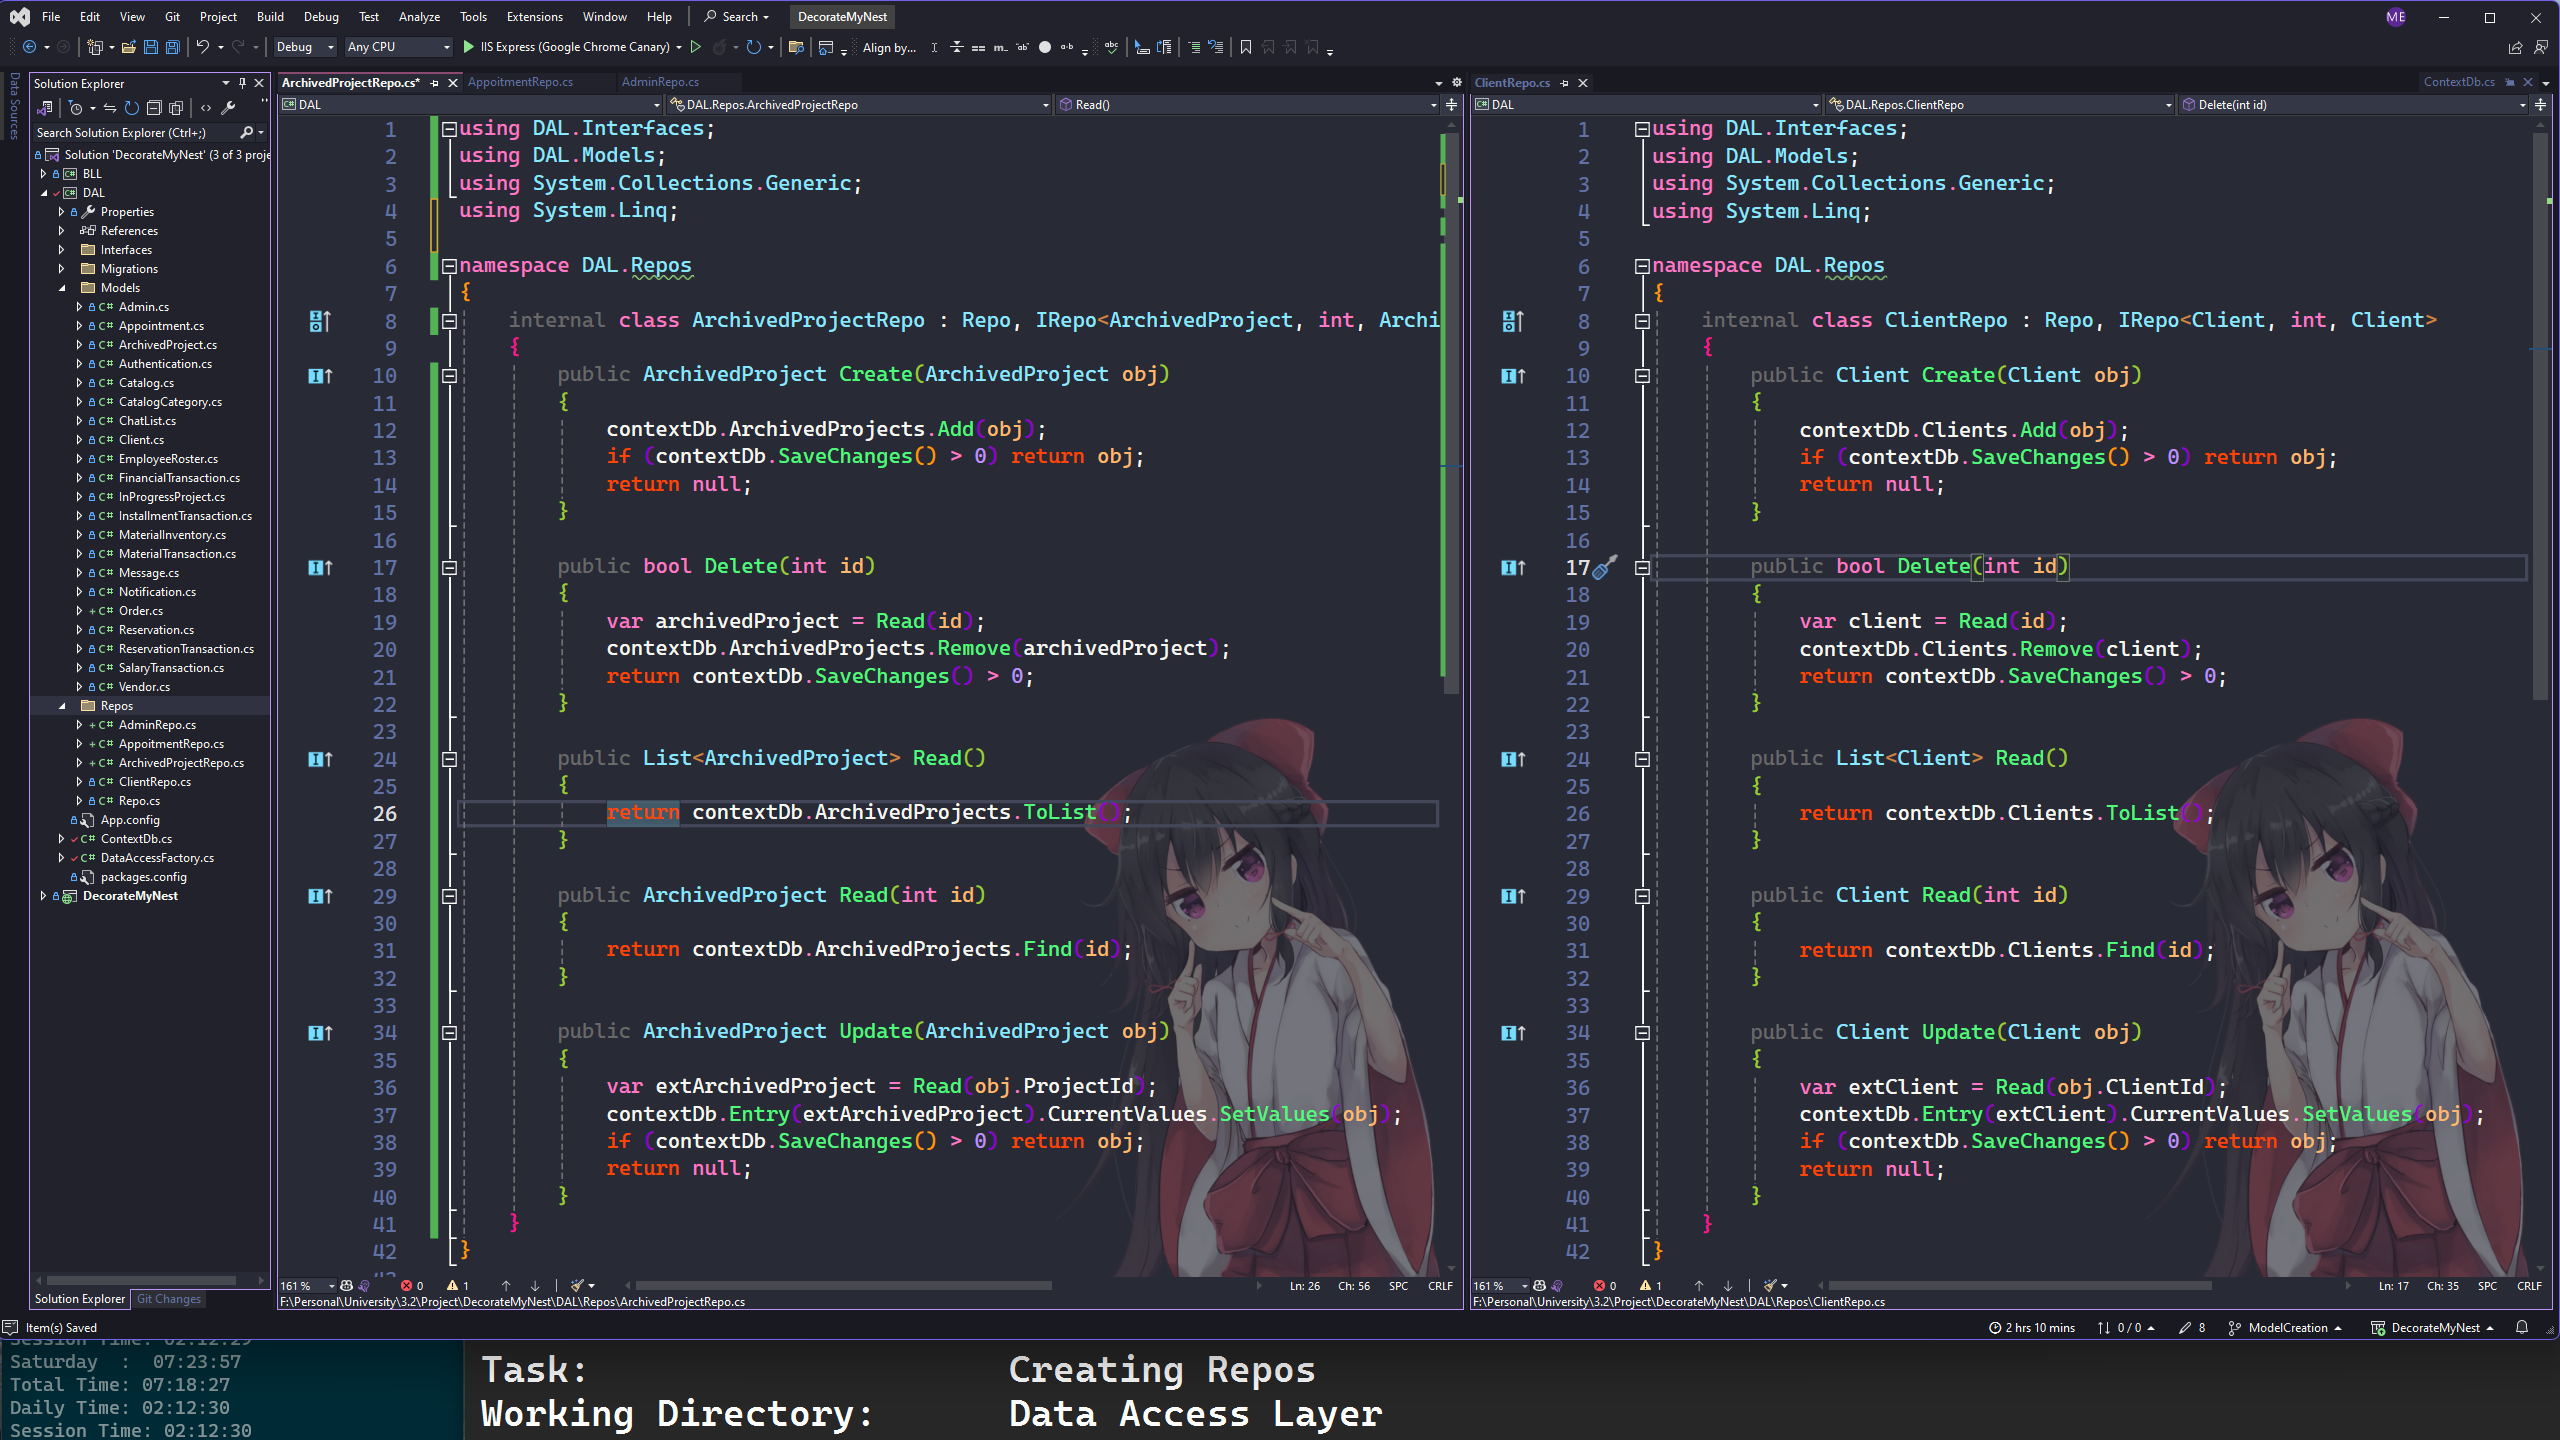 File Edit View Git Project Build Debug Test Analyze Tools Extensions Window Help Search DecorateMyNest ME
Debug Any CPU IIS Express (Google Chrome Canary) Align by...
Data Sources
Solution Explorer
Search Solution Explorer (Ctrl+;)
Solution 'DecorateMyNest' (3 of 3 proje
BLL
DAL
Properties
References
Interfaces
Migrations
Models
Admin.cs
Appointment.cs
ArchivedProject.cs
Authentication.cs
Catalog.cs
CatalogCategory.cs
ChatList.cs
Client.cs
EmployeeRoster.cs
FinancialTransaction.cs
InProgressProject.cs
InstallmentTransaction.cs
MaterialInventory.cs
MaterialTransaction.cs
Message.cs
Notification.cs
Order.cs
Reservation.cs
ReservationTransaction.cs
SalaryTransaction.cs
Vendor.cs
Repos
AdminRepo.cs
AppoitmentRepo.cs
ArchivedProjectRepo.cs
ClientRepo.cs
Repo.cs
App.config
ContextDb.cs
DataAccessFactory.cs
packages.config
DecorateMyNest
Solution Explorer Git Changes
ArchivedProjectRepo.cs* AppoitmentRepo.cs AdminRepo.cs
DAL DAL.Repos.ArchivedProjectRepo Read()
1 using DAL.Interfaces;
2 using DAL.Models;
3 using System.Collections.Generic;
4 using System.Linq;
5
6 namespace DAL.Repos
7 {
8 internal class ArchivedProjectRepo : Repo, IRepo<ArchivedProject, int, Archi
9 {
10 public ArchivedProject Create(ArchivedProject obj)
11 {
12 contextDb.ArchivedProjects.Add(obj);
13 if (contextDb.SaveChanges() > 0) return obj;
14 return null;
15 }
16
17 public bool Delete(int id)
18 {
19 var archivedProject = Read(id);
20 contextDb.ArchivedProjects.Remove(archivedProject);
21 return contextDb.SaveChanges() > 0;
22 }
23
24 public List<ArchivedProject> Read()
25 {
26 return contextDb.ArchivedProjects.ToList();
27 }
28
29 public ArchivedProject Read(int id)
30 {
31 return contextDb.ArchivedProjects.Find(id);
32 }
33
34 public ArchivedProject Update(ArchivedProject obj)
35 {
36 var extArchivedProject = Read(obj.ProjectId);
37 contextDb.Entry(extArchivedProject).CurrentValues.SetValues(obj);
38 if (contextDb.SaveChanges() > 0) return obj;
39 return null;
40 }
41 }
42 }
161 % 0 1 Ln: 26 Ch: 56 SPC CRLF
F:\Personal\University\3.2\Project\DecorateMyNest\DAL\Repos\ArchivedProjectRepo.cs
ClientRepo.cs ContextDb.cs
DAL DAL.Repos.ClientRepo Delete(int id)
1 using DAL.Interfaces;
2 using DAL.Models;
3 using System.Collections.Generic;
4 using System.Linq;
5
6 namespace DAL.Repos
7 {
8 internal class ClientRepo : Repo, IRepo<Client, int, Client>
9 {
10 public Client Create(Client obj)
11 {
12 contextDb.Clients.Add(obj);
13 if (contextDb.SaveChanges() > 0) return obj;
14 return null;
15 }
16
17 public bool Delete(int id)
18 {
19 var client = Read(id);
20 contextDb.Clients.Remove(client);
21 return contextDb.SaveChanges() > 0;
22 }
23
24 public List<Client> Read()
25 {
26 return contextDb.Clients.ToList();
27 }
28
29 public Client Read(int id)
30 {
31 return contextDb.Clients.Find(id);
32 }
33
34 public Client Update(Client obj)
35 {
36 var extClient = Read(obj.ClientId);
37 contextDb.Entry(extClient).CurrentValues.SetValues(obj);
38 if (contextDb.SaveChanges() > 0) return obj;
39 return null;
40 }
41 }
42 }
161 % 0 1 Ln: 17 Ch: 35 SPC CRLF
F:\Personal\University\3.2\Project\DecorateMyNest\DAL\Repos\ClientRepo.cs
Item(s) Saved 2 hrs 10 mins 0 / 0 8 ModelCreation DecorateMyNest
Session Time: 02:12:29
Saturday : 07:23:57
Total Time: 07:18:27
Daily Time: 02:12:30
Session Time: 02:12:30
Task: Creating Repos
Working Directory: Data Access Layer